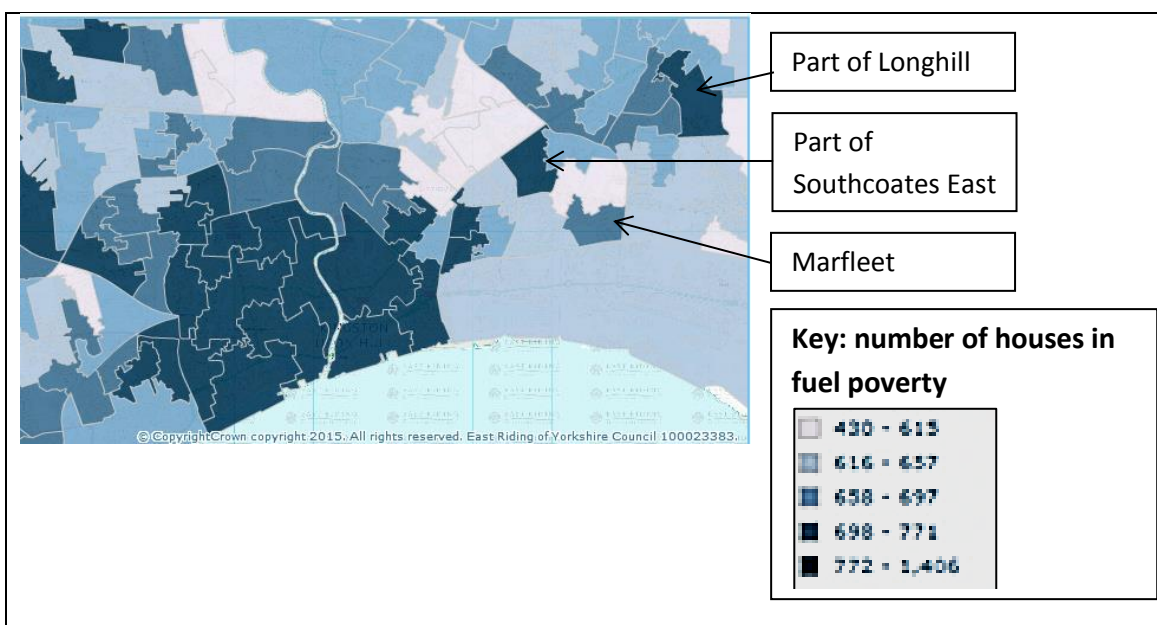 Part of Longhill
Part of
Southcoates East
Marfleet
Key: number of houses in
fuel poverty
430 - 615
616 - 657
658 - 697
698 - 771
772 - 1,406
© CopyrightCrown copyright 2015. All rights reserved. East Riding of Yorkshire Council 100023383.